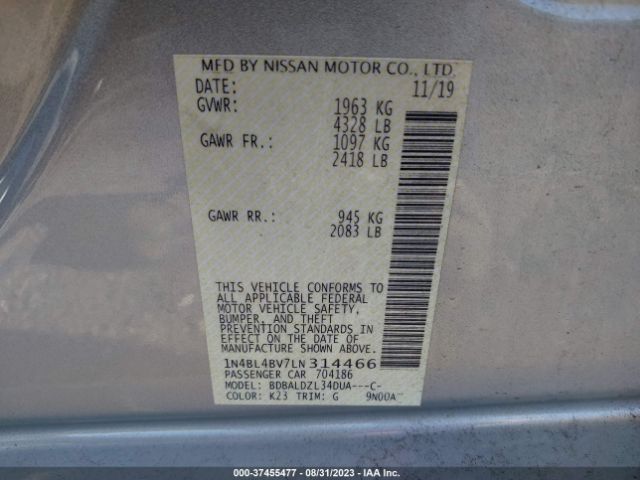 MFD BY NISSAN MOTOR CO., LTD.
DATE: 11/19
GVWR: 1963 KG
4328 LB
GAWR FR.: 1097 KG
2418 LB
GAWR RR.: 945 KG
2083 LB
THIS VEHICLE CONFORMS TO
ALL APPLICABLE FEDERAL
MOTOR VEHICLE SAFETY,
BUMPER, AND THEFT
PREVENTION STANDARDS IN
EFFECT ON THE DATE OF
MANUFACTURE SHOWN ABOVE.
1N4BL4BV7LN314466
PASSENGER CAR 704186
MODEL: BDBALDZL34DUA---C-
COLOR: K23 TRIM: G 9N00A
000-37455477 - 08/31/2023 - IAA Inc.